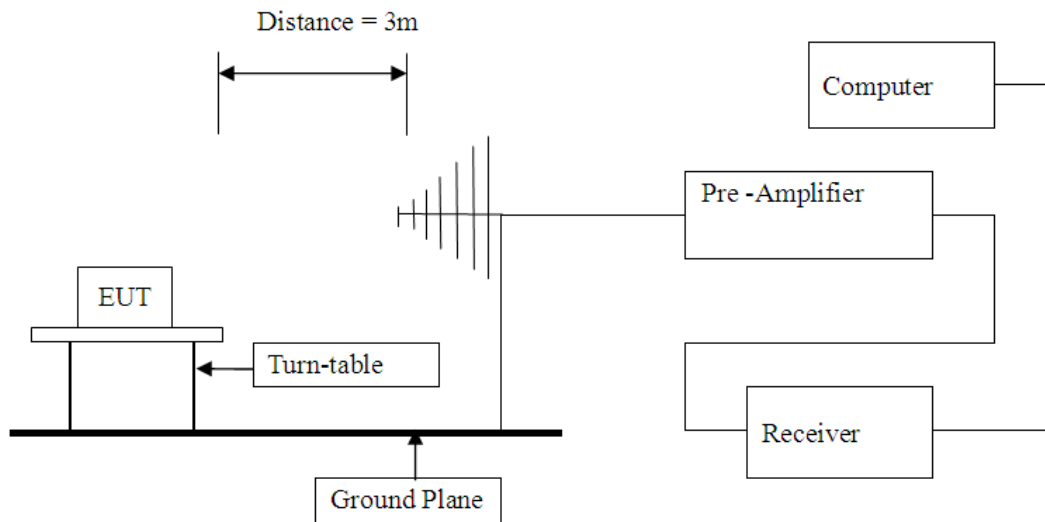 Distance = 3m
Computer
Pre -Amplifier
EUT
Turn-table
Receiver
Ground Plane